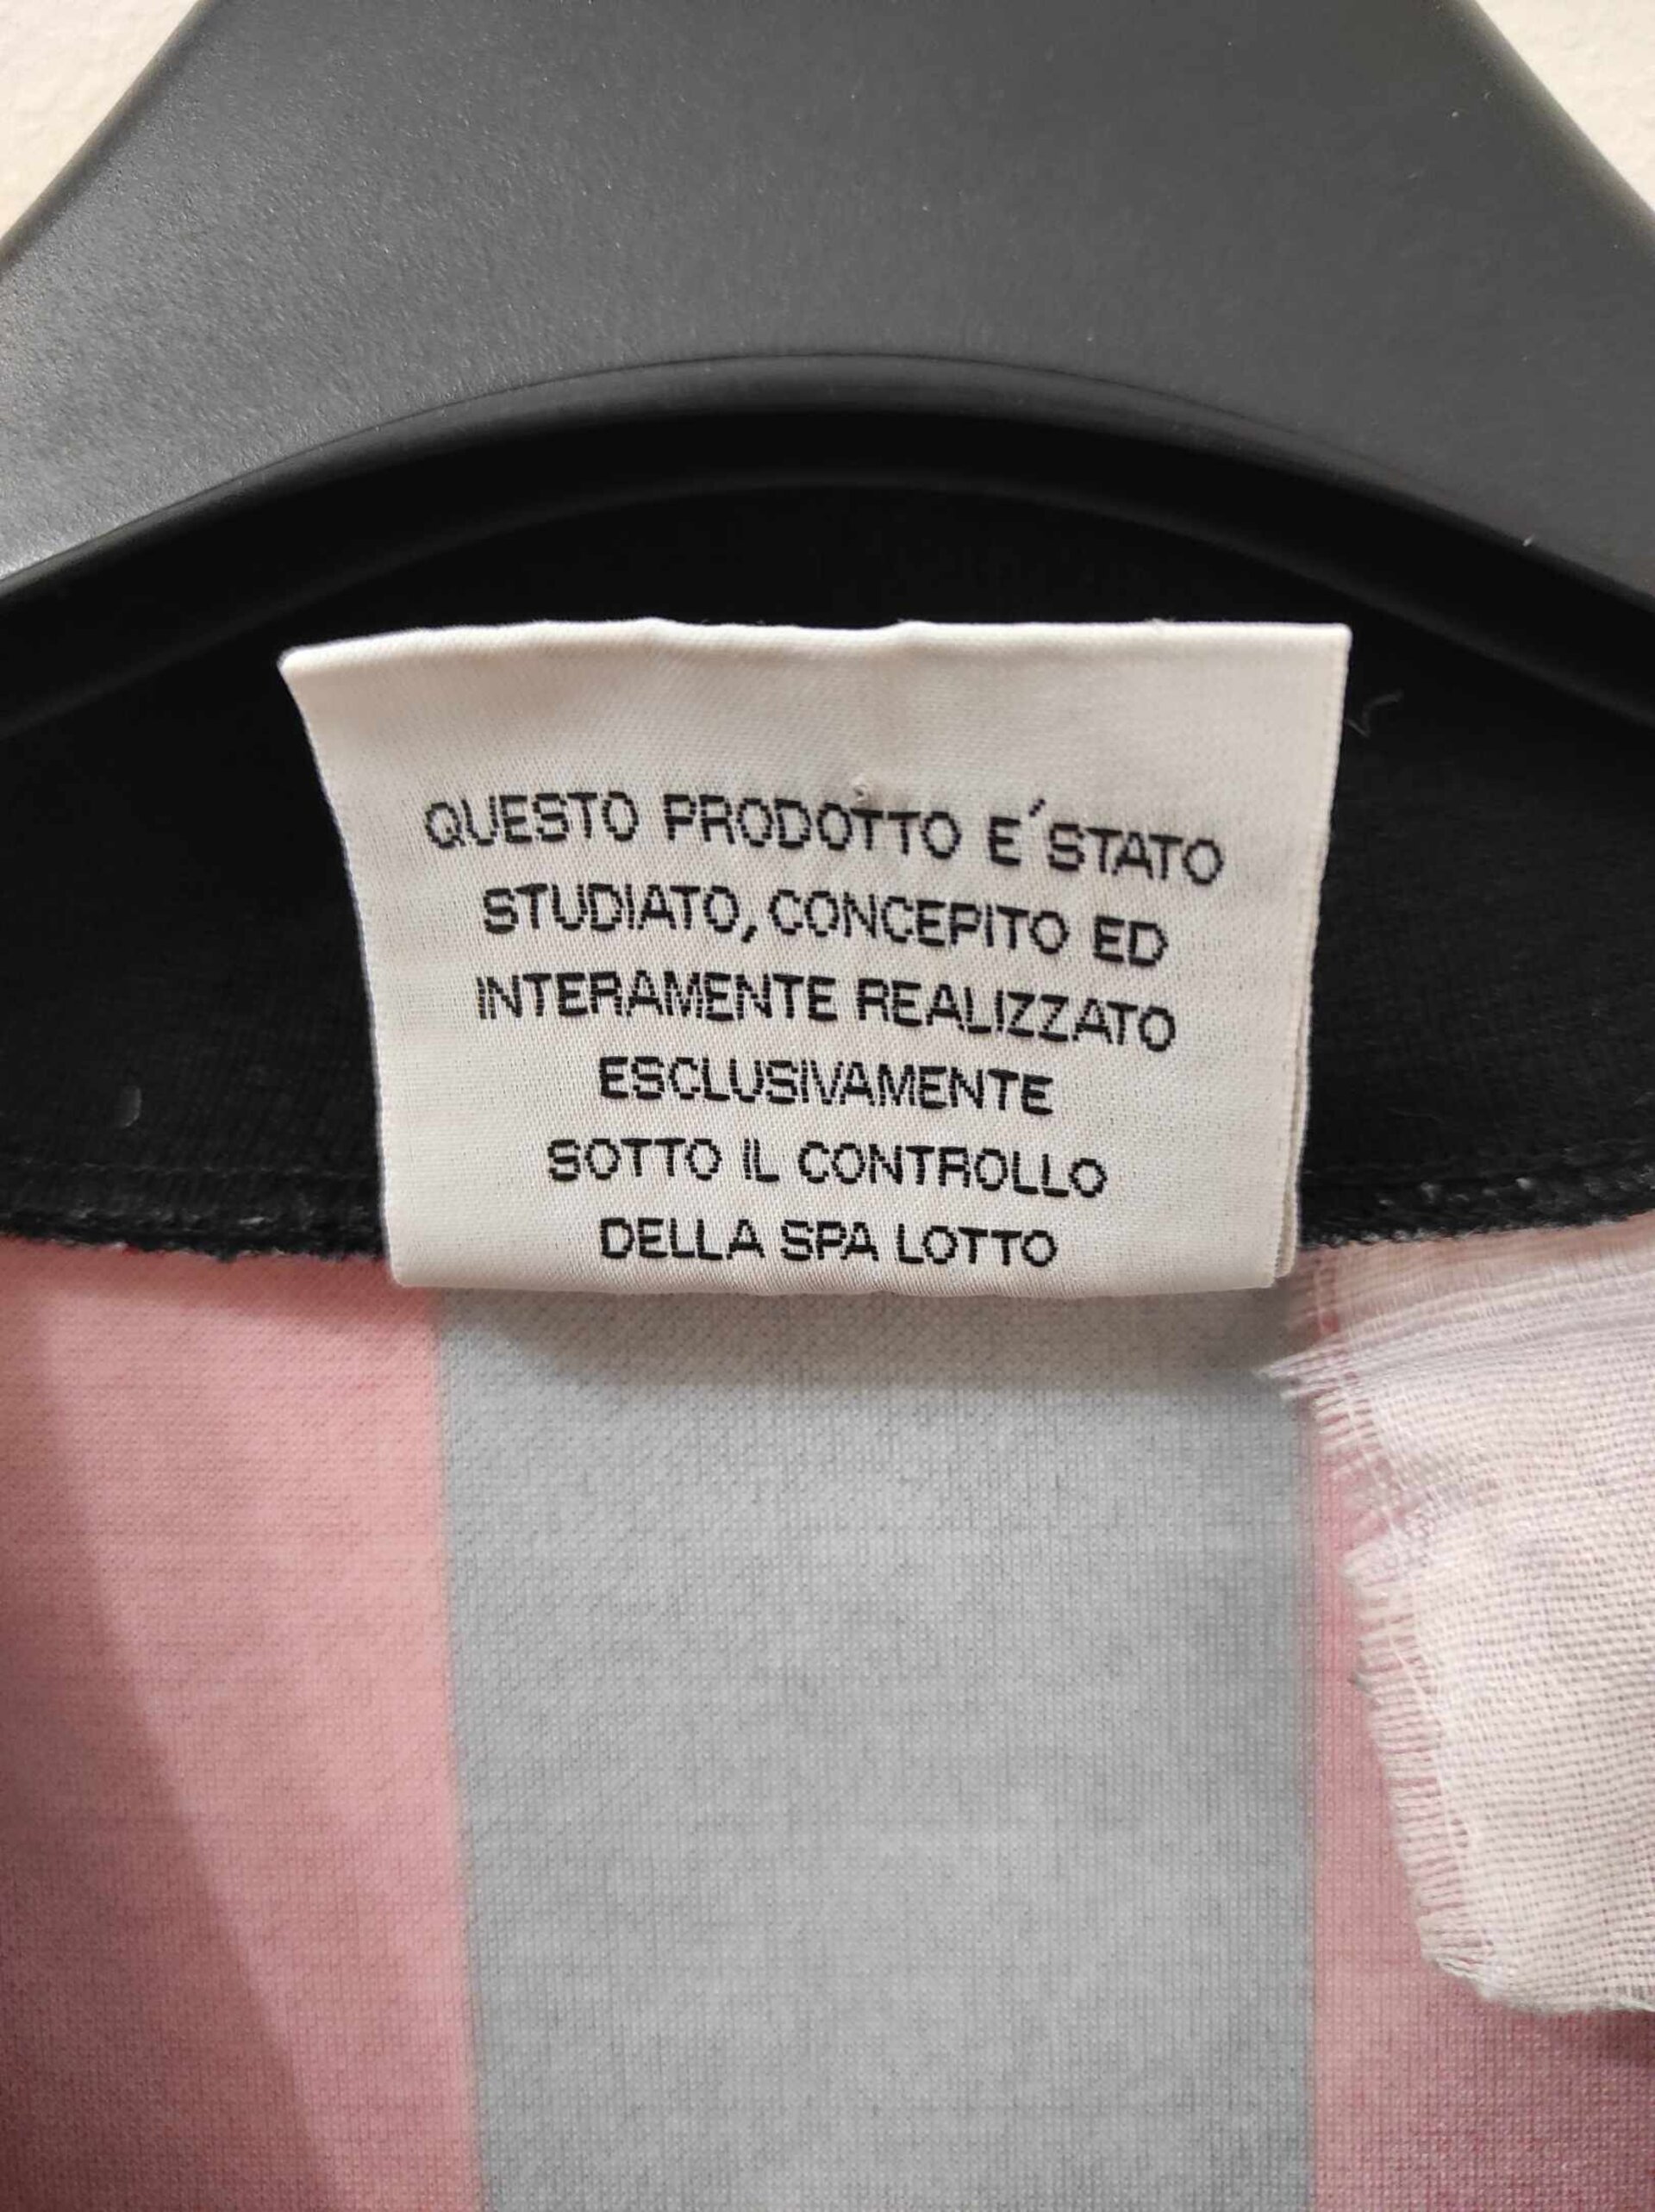 QUESTO PRODOTTO E´ STATO
STUDIATO, CONCEPITO ED
INTERAMENTE REALIZZATO
ESCLUSIVAMENTE
SOTTO IL CONTROLLO
DELLA SPA LOTTO